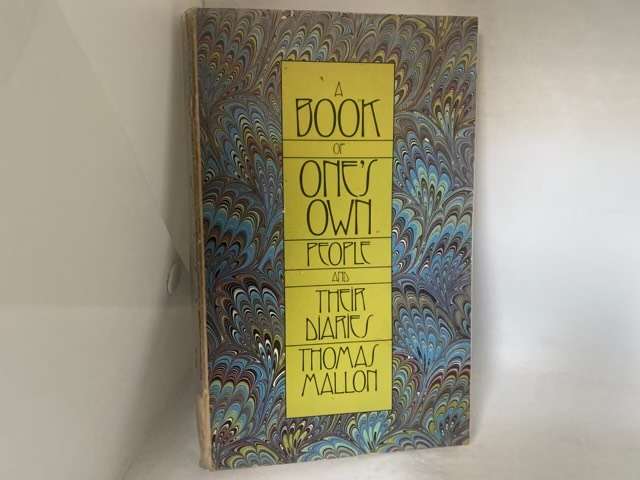 A
BOOK
OF
ONE'S
OWN
PEOPLE
AND
THEIR
DIARIES
THOMAS
MALLON